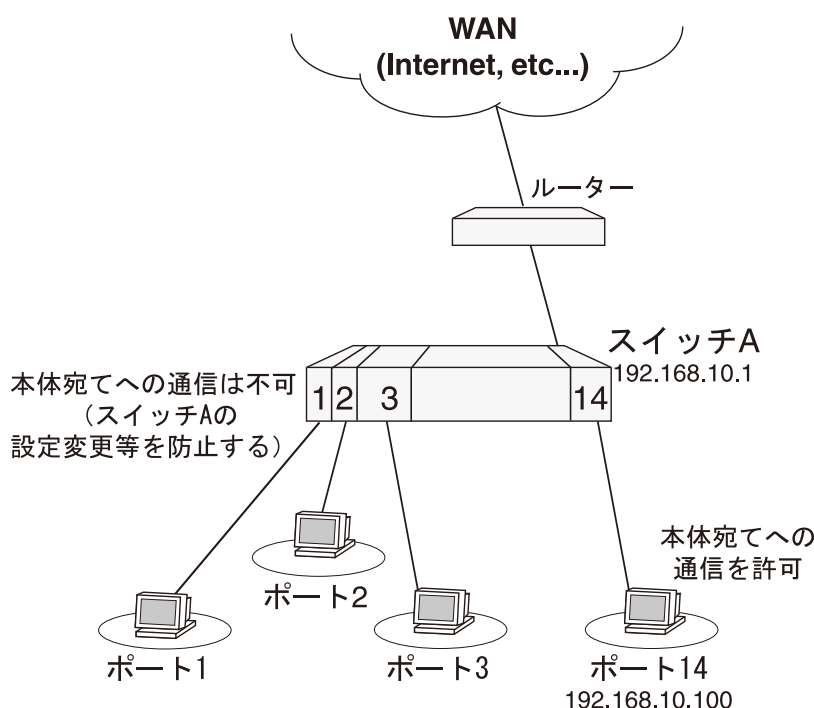 WAN
(Internet, etc...)
ルーター
スイッチA
192.168.10.1
本体宛てへの通信は不可
（スイッチAの
設定変更等を防止する）
1 2 3 14
本体宛てへの
通信を許可
ポート2
ポート1
ポート3
ポート14
192.168.10.100